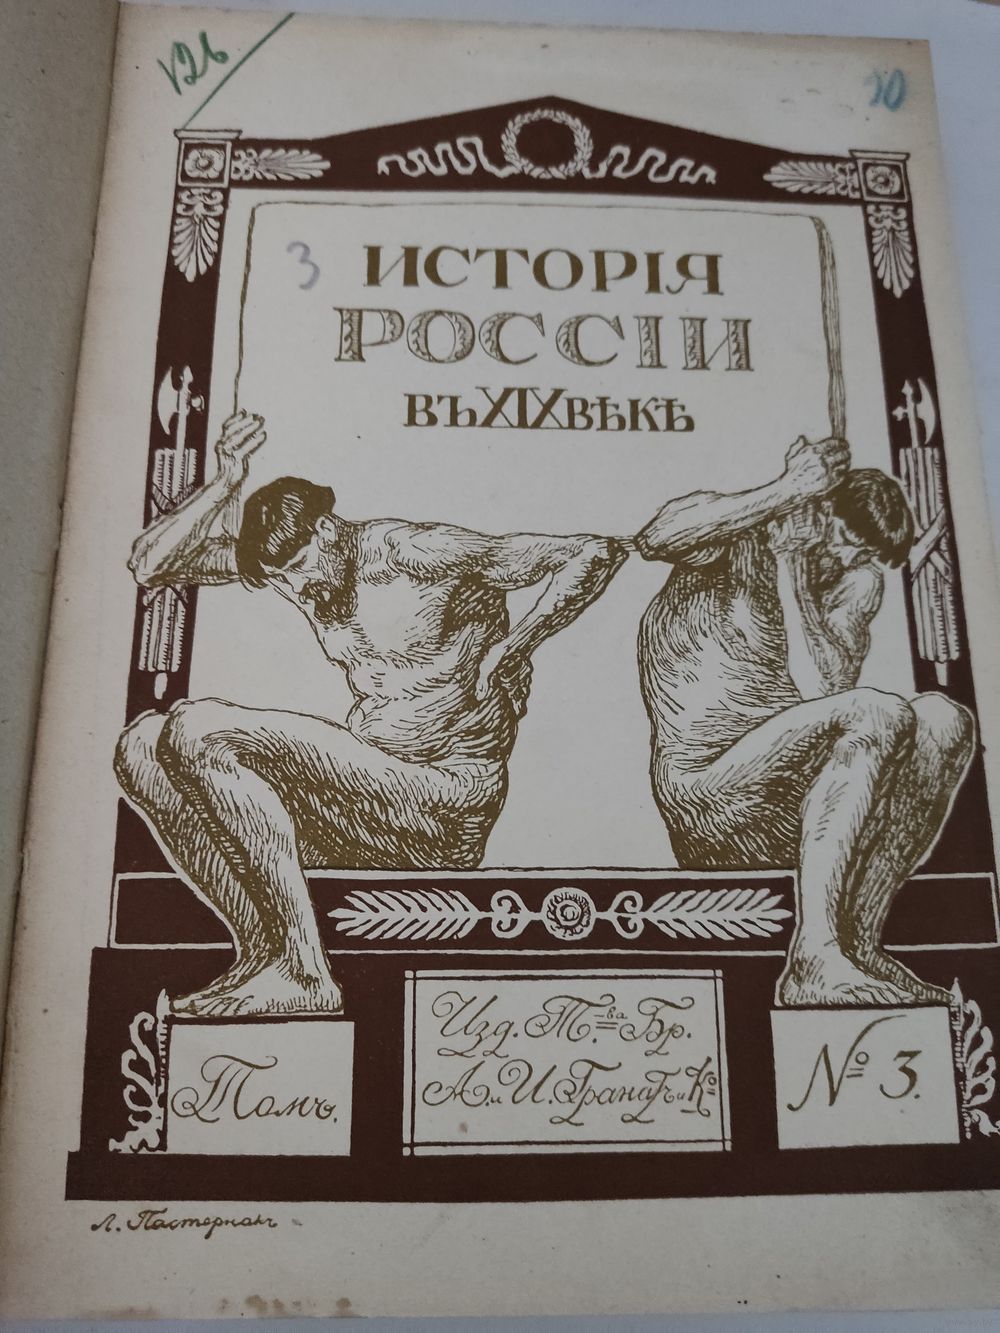 126
10
3
ИСТОРІЯ
РОССІИ
ВЪ XIX ВѢКѢ
Томъ.
Изд. Т-ва Бр.
А. и И. Гранатъ и Ко
№ 3.
Л. Пастернакъ